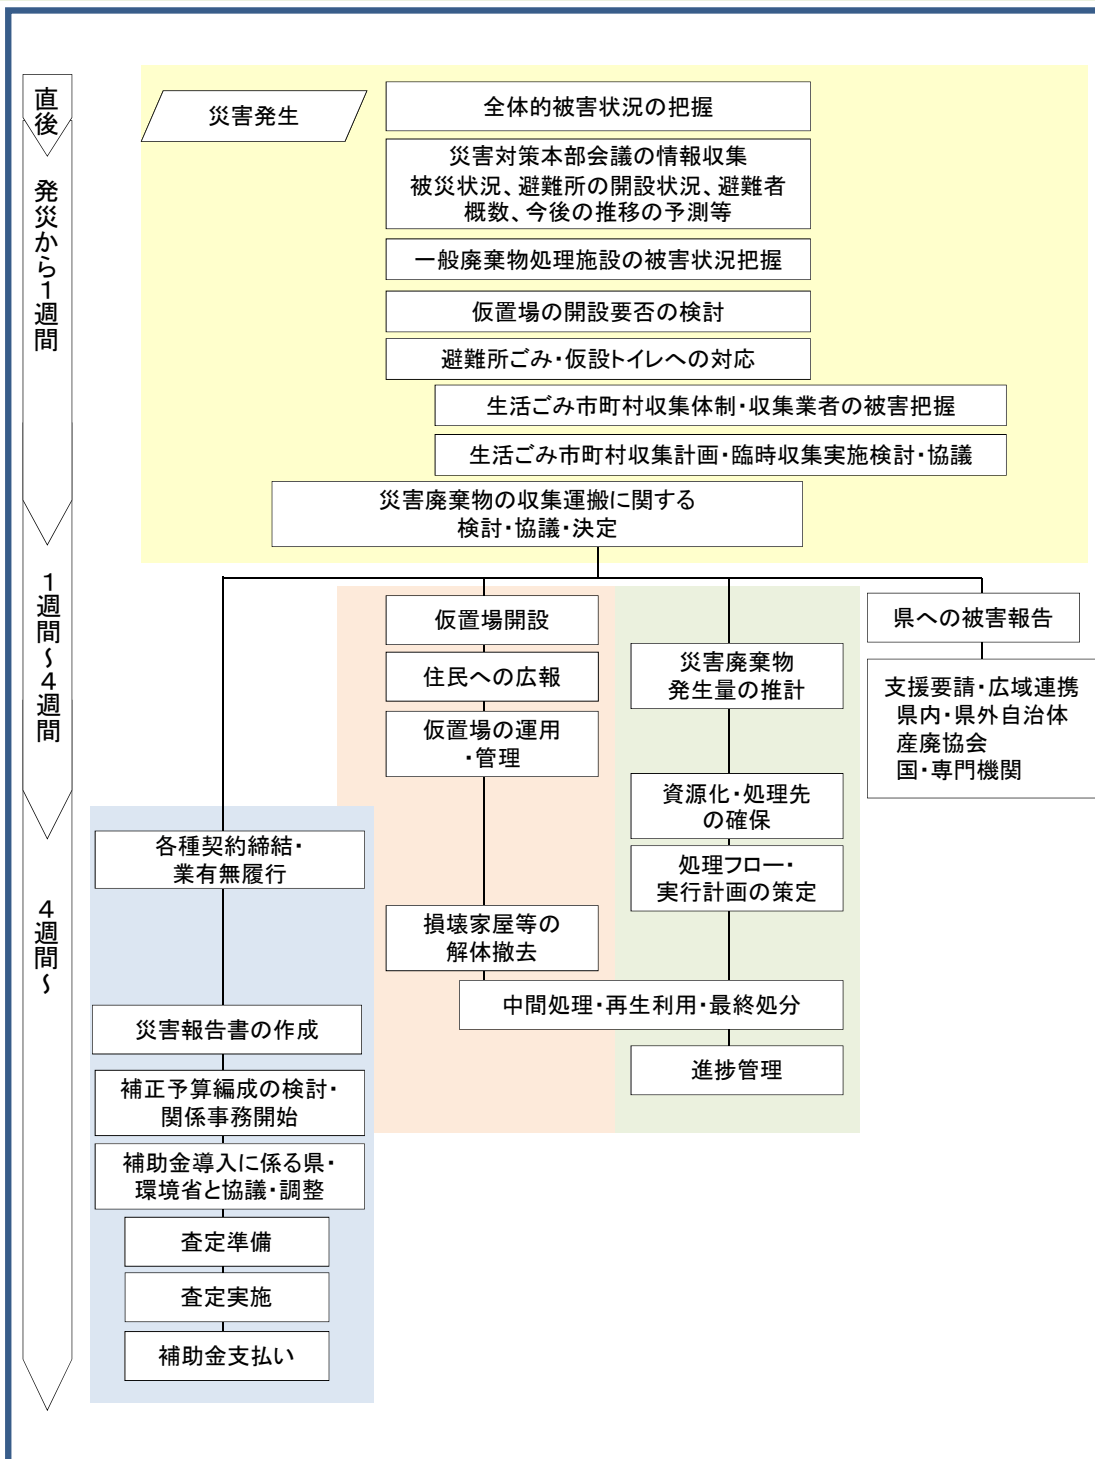 直後
発災から1週間
1週間～4週間
4週間～
災害発生
全体的被害状況の把握
災害対策本部会議の情報収集
被災状況、避難所の開設状況、避難者
概数、今後の推移の予測等
一般廃棄物処理施設の被害状況把握
仮置場の開設要否の検討
避難所ごみ・仮設トイレへの対応
生活ごみ市町村収集体制・収集業者の被害把握
生活ごみ市町村収集計画・臨時収集実施検討・協議
災害廃棄物の収集運搬に関する
検討・協議・決定
仮置場開設
住民への広報
仮置場の運用
・管理
損壊家屋等の
解体撤去
災害廃棄物
発生量の推計
資源化・処理先
の確保
処理フロー・
実行計画の策定
中間処理・再生利用・最終処分
進捗管理
県への被害報告
支援要請・広域連携
県内・県外自治体
産廃協会
国・専門機関
各種契約締結・
業有無履行
災害報告書の作成
補正予算編成の検討・
関係事務開始
補助金導入に係る県・
環境省と協議・調整
査定準備
査定実施
補助金支払い